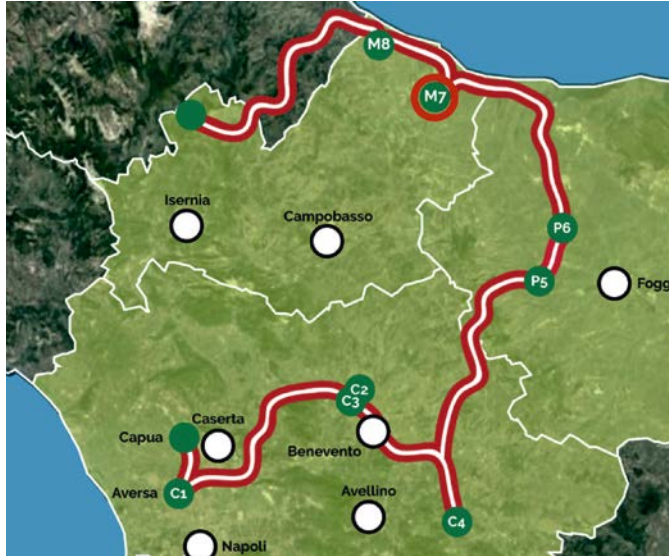 M8
M7
Isernia
Campobasso
P6
P5
Fogg
C2
C3
Caserta
Capua
Benevento
Aversa
C1
Avellino
C4
Napoli